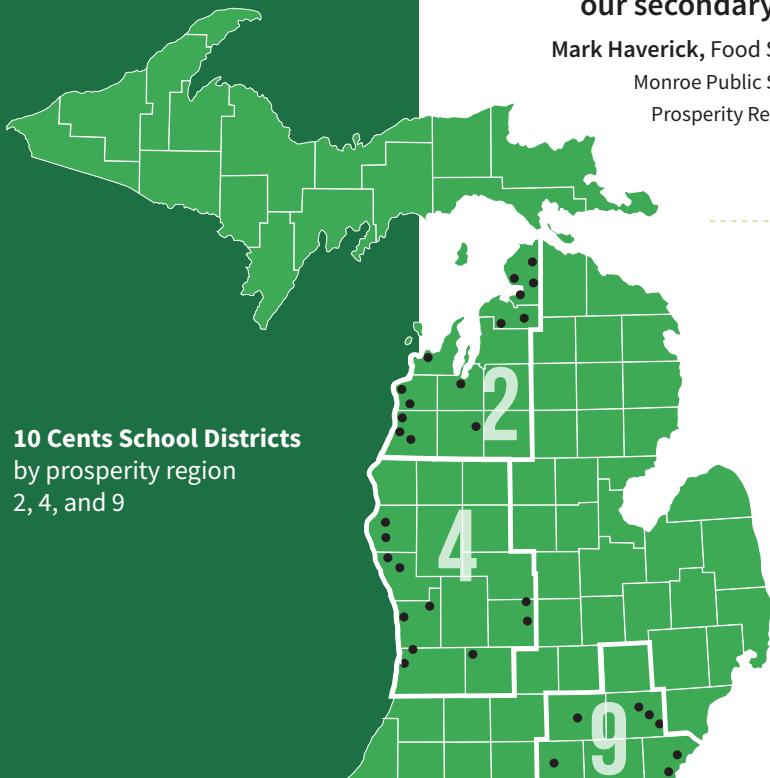 our secondary
Mark Haverick, Food
Monroe Public
Prosperity
10 Cents School Districts
by prosperity region
2, 4, and 9
2
4
9